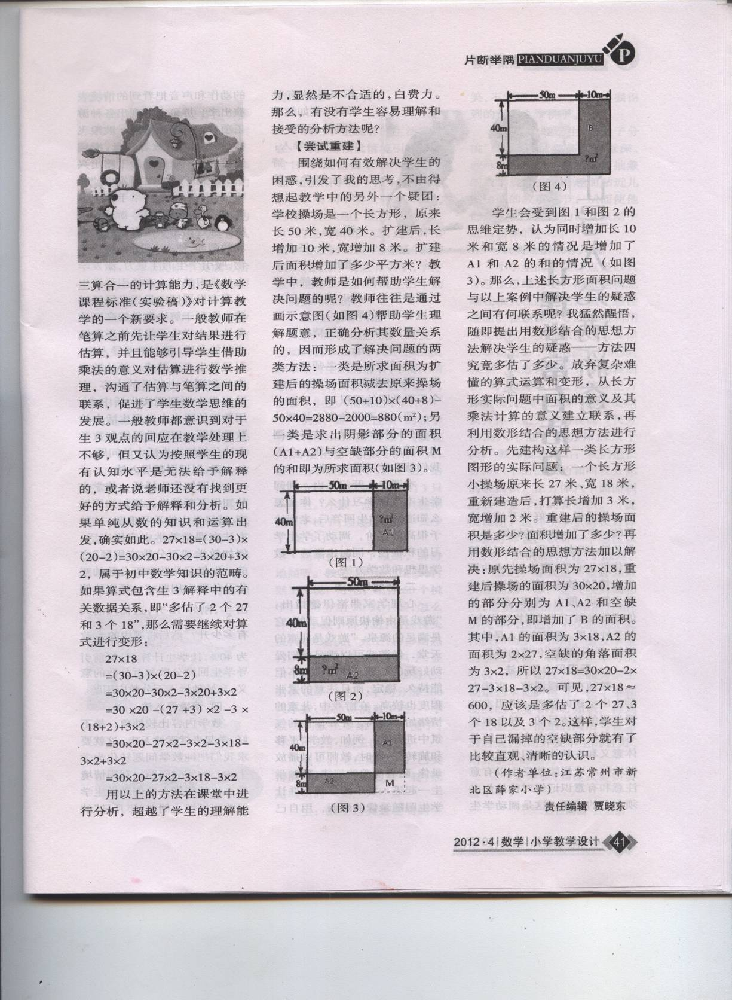 片断举隅 PIANDUANJUYU P
三算合一的计算能力,是《数学
课程标准(实验稿)》对计算教
学的一个新要求。一般教师在
笔算之前先让学生对结果进行
估算，并且能够引导学生借助
乘法的意义对估算进行数学推
理，沟通了估算与笔算之间的
联系，促进了学生数学思维的
发展。一般教师都意识到对于
生 3 观点的回应在教学处理上
不够，但又认为按照学生的现
有认知水平是无法给予解释
的，或者说老师还没有找到更
好的方式给予解释和分析。如
果单纯从数的知识和运算出
发,确实如此。27×18=(30-3)×
(20-2)=30×20-30×2-3×20+3×
2，属于初中数学知识的范畴。
如果算式包含生 3 解释中的有
关数据关系,即“多估了 2 个 27
和 3 个 18”,那么需要继续对算
式进行变形：
27×18
=(30-3)×(20-2)
=30×20-30×2-3×20+3×2
=30 ×20 -(27 +3) ×2 -3 ×
(18+2)+3×2
=30×20-27×2-3×2-3×18-
3×2+3×2
=30×20-27×2-3×18-3×2
用以上的方法在课堂中进
行分析，超越了学生的理解能
力,显然是不合适的,白费力。
那么，有没有学生容易理解和
接受的分析方法呢？
【尝试重建】
围绕如何有效解决学生的
困惑,引发了我的思考,不由得
想起教学中的另外一个疑团：
学校操场是一个长方形，原来
长 50 米,宽 40 米。扩建后,长
增加 10 米,宽增加 8 米。扩建
后面积增加了多少平方米？教
学中，教师是如何帮助学生解
决问题的呢？教师往往是通过
画示意图(如图 4)帮助学生理
解题意，正确分析其数量关系
的，因而形成了解决问题的两
类方法：一类是所求面积为扩
建后的操场面积减去原来操场
的面积，即 (50+10)×(40+8)-
50×40=2880-2000=880(m²);另
一类是求出阴影部分的面积
(A1+A2)与空缺部分的面积 M
的和即为所求面积(如图 3)。
50m 10m
40m ?㎡
A1
(图 1)
50m
40m
8m ?㎡ A2
(图 2)
50m 10m
40m A1
8m A2 M
(图 3)
50m 10m
40m B
8m ?㎡
(图 4)
学生会受到图 1 和图 2 的
思维定势，认为同时增加长 10
米和宽 8 米的情况是增加了
A1 和 A2 的和的情况（如图
3)。那么,上述长方形面积问题
与以上案例中解决学生的疑惑
之间有何联系呢？我猛然醒悟，
随即提出用数形结合的思想方
法解决学生的疑惑——方法四
究竟多估了多少。放弃复杂难
懂的算式运算和变形，从长方
形实际问题中面积的意义及其
乘法计算的意义建立联系,再
利用数形结合的思想方法进行
分析。先建构这样一类长方形
图形的实际问题：一个长方形
小操场原来长 27 米、宽 18 米，
重新建造后,打算长增加 3 米，
宽增加 2 米。重建后的操场面
积是多少？面积增加了多少？再
用数形结合的思想方法加以解
决：原先操场面积为 27×18,重
建后操场的面积为 30×20,增加
的部分分别为 A1、A2 和空缺
M 的部分,即增加了 B 的面积。
其中,A1 的面积为 3×18,A2 的
面积为 2×27,空缺的角落面积
为 3×2，所以 27×18=30×20-2×
27-3×18-3×2。可见,27×18≈
600，应该是多估了 2 个 27、3
个 18 以及 3 个 2。这样,学生对
于自己漏掉的空缺部分就有了
比较直观、清晰的认识。
(作者单位:江苏常州市新
北区薛家小学)
责任编辑 贾晓东
2012·4|数学|小学教学设计 41